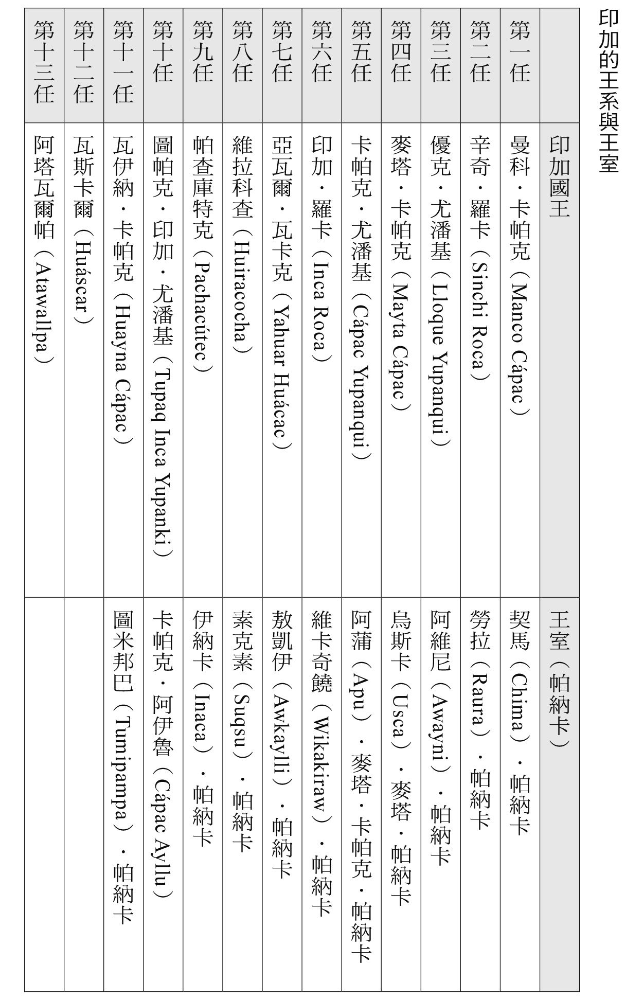 印加的王系與王室
印加國王 王室（帕納卡）
第一任 曼科．卡帕克（Manco Cápac） 契馬（Chima）．帕納卡
第二任 辛奇．羅卡（Sinchi Roca） 勞拉（Raura）．帕納卡
第三任 優克．尤潘基（Lloque Yupanqui） 阿維尼（Awayni）．帕納卡
第四任 麥塔．卡帕克（Mayta Cápac） 烏斯卡（Usca）．麥塔．帕納卡
第五任 卡帕克．尤潘基（Cápac Yupanqui） 阿蒲（Apu）．麥塔．卡帕克．帕納卡
第六任 印加．羅卡（Inca Roca） 維卡奇饒（Wikakiraw）．帕納卡
第七任 亞瓦爾．瓦卡克（Yahuar Huácac） 敖凱伊（Awkaylli）．帕納卡
第八任 維拉科查（Huiracocha） 素克素（Suqsu）．帕納卡
第九任 帕查庫特克（Pachacútec） 伊納卡（Inaca）．帕納卡
第十任 圖帕克．印加．尤潘基（Tupaq Inca Yupanki） 卡帕克．阿伊魯（Cápac Ayllu）
第十一任 瓦伊納．卡帕克（Huayna Cápac） 圖米邦巴（Tumipampa）．帕納卡
第十二任 瓦斯卡爾（Huáscar）
第十三任 阿塔瓦爾帕（Atawallpa）